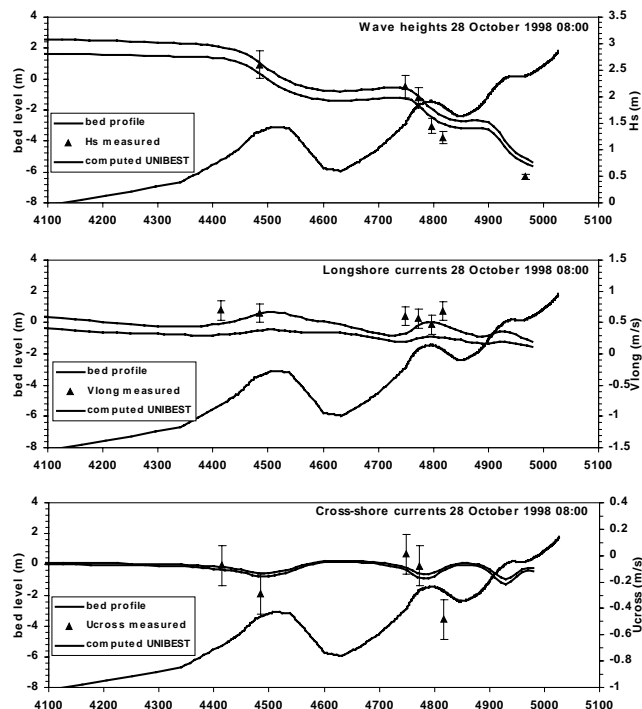 Wave heights 28 October 1998 08:00
bed level (m)
4
2
0
-2
-4
-6
-8
bed profile
Hs measured
computed UNIBEST
Hs (m)
3.5
3
2.5
2
1.5
1
0.5
0
4100 4200 4300 4400 4500 4600 4700 4800 4900 5000 5100
Longshore currents 28 October 1998 08:00
bed level (m)
4
2
0
-2
-4
-6
-8
bed profile
Vlong measured
computed UNIBEST
Vlong (m/s)
1.5
1
0.5
0
-0.5
-1
-1.5
4100 4200 4300 4400 4500 4600 4700 4800 4900 5000 5100
Cross-shore currents 28 October 1998 08:00
bed level (m)
4
2
0
-2
-4
-6
-8
bed profile
Ucross measured
computed UNIBEST
Ucross (m/s)
0.4
0.2
0
-0.2
-0.4
-0.6
-0.8
-1
4100 4200 4300 4400 4500 4600 4700 4800 4900 5000 5100